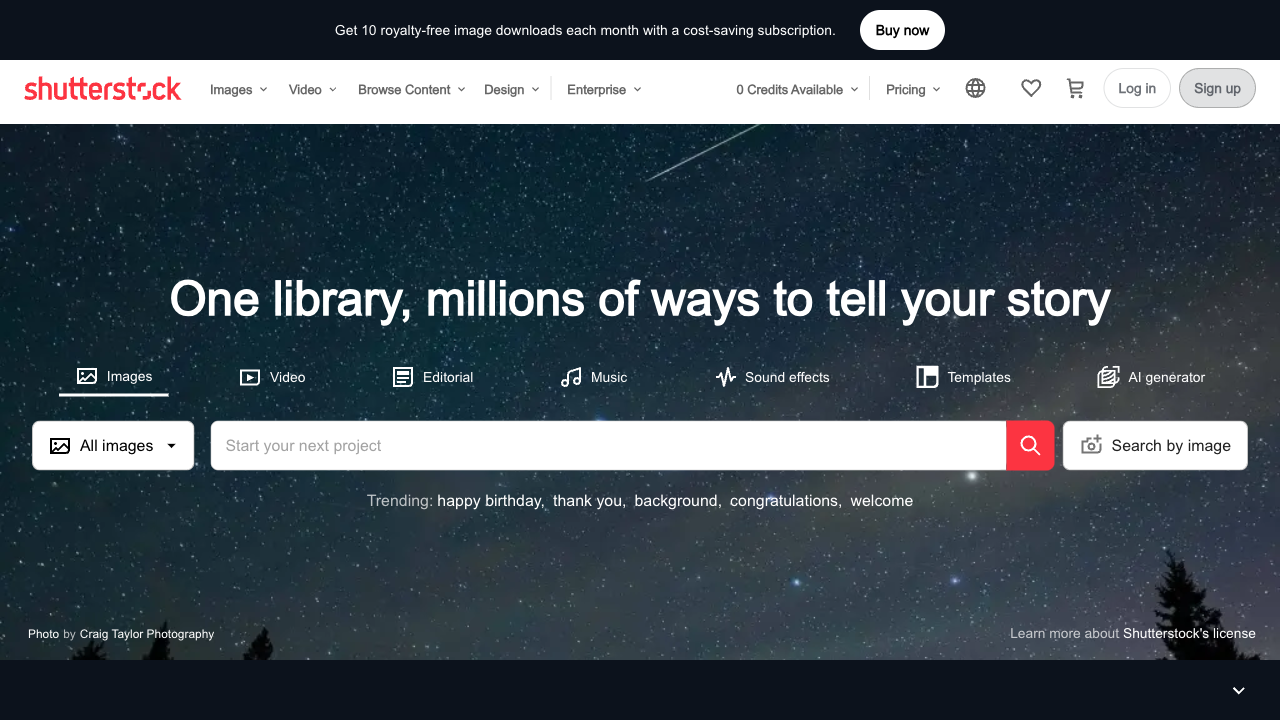 Get 10 royalty-free image downloads each month with a cost-saving subscription. Buy now
shutterstock Images Video Browse Content Design Enterprise 0 Credits Available Pricing Log in Sign up
One library, millions of ways to tell your story
Images Video Editorial Music Sound effects Templates AI generator
All images Start your next project Search by image
Trending: happy birthday, thank you, background, congratulations, welcome
Photo by Craig Taylor Photography Learn more about Shutterstock's license